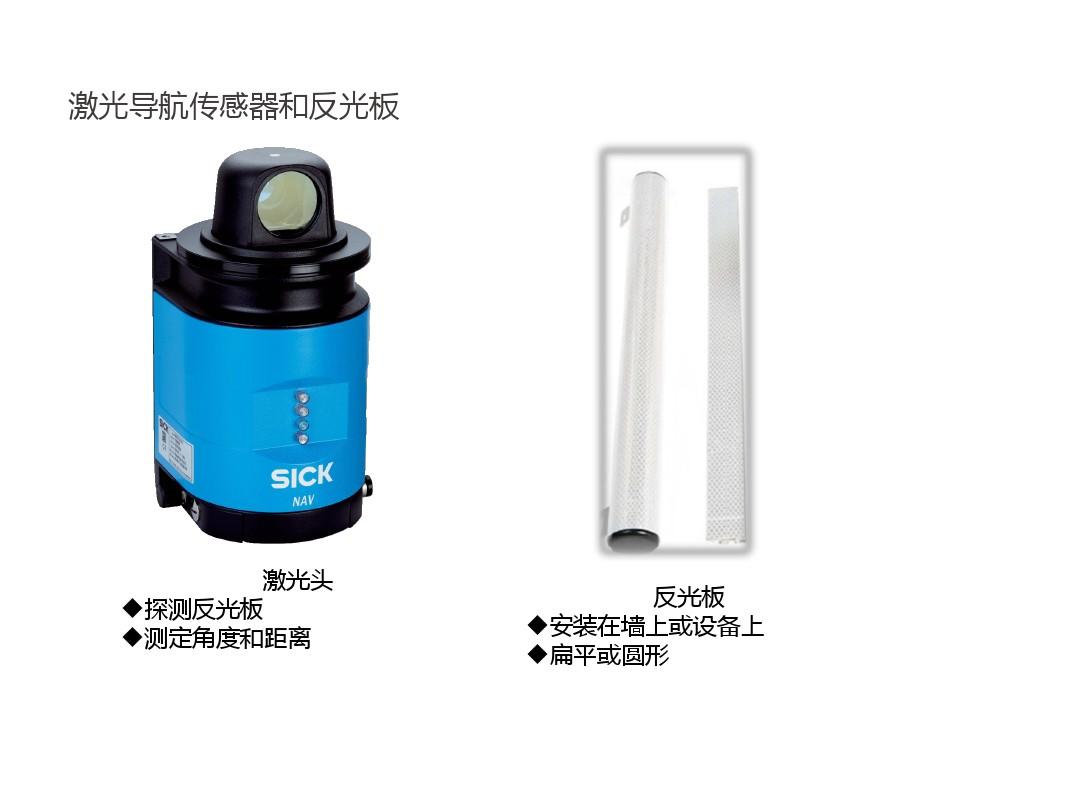 激光导航传感器和反光板
SICK
NAV
激光头
◆探测反光板
◆测定角度和距离
反光板
◆安装在墙上或设备上
◆扁平或圆形